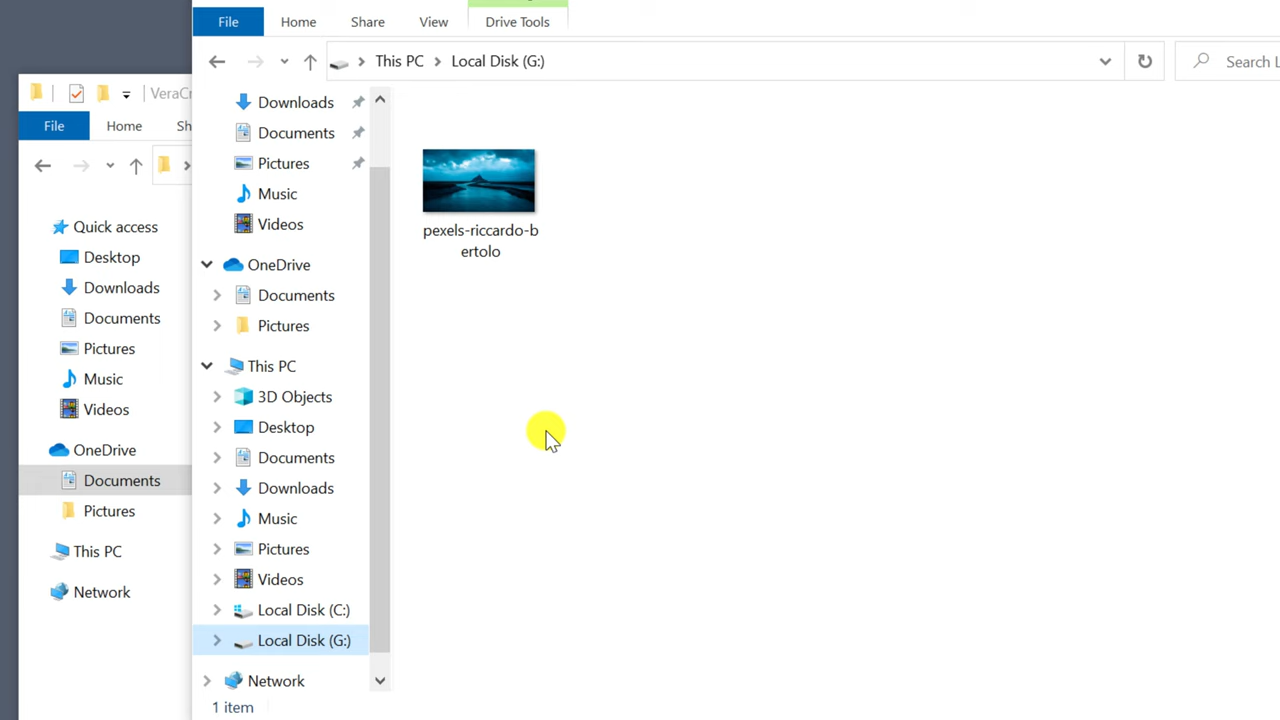 File
Home
Share
View
Drive Tools
This PC
Local Disk (G:)
Search L
Downloads
Documents
Pictures
Music
Videos
OneDrive
Documents
Pictures
This PC
3D Objects
Desktop
Documents
Downloads
Music
Pictures
Videos
Local Disk (C:)
Local Disk (G:)
Network
1 item
pexels-riccardo-b
ertolo
VeraCr
File
Home
Sh
Quick access
Desktop
Downloads
Documents
Pictures
Music
Videos
OneDrive
Documents
Pictures
This PC
Network